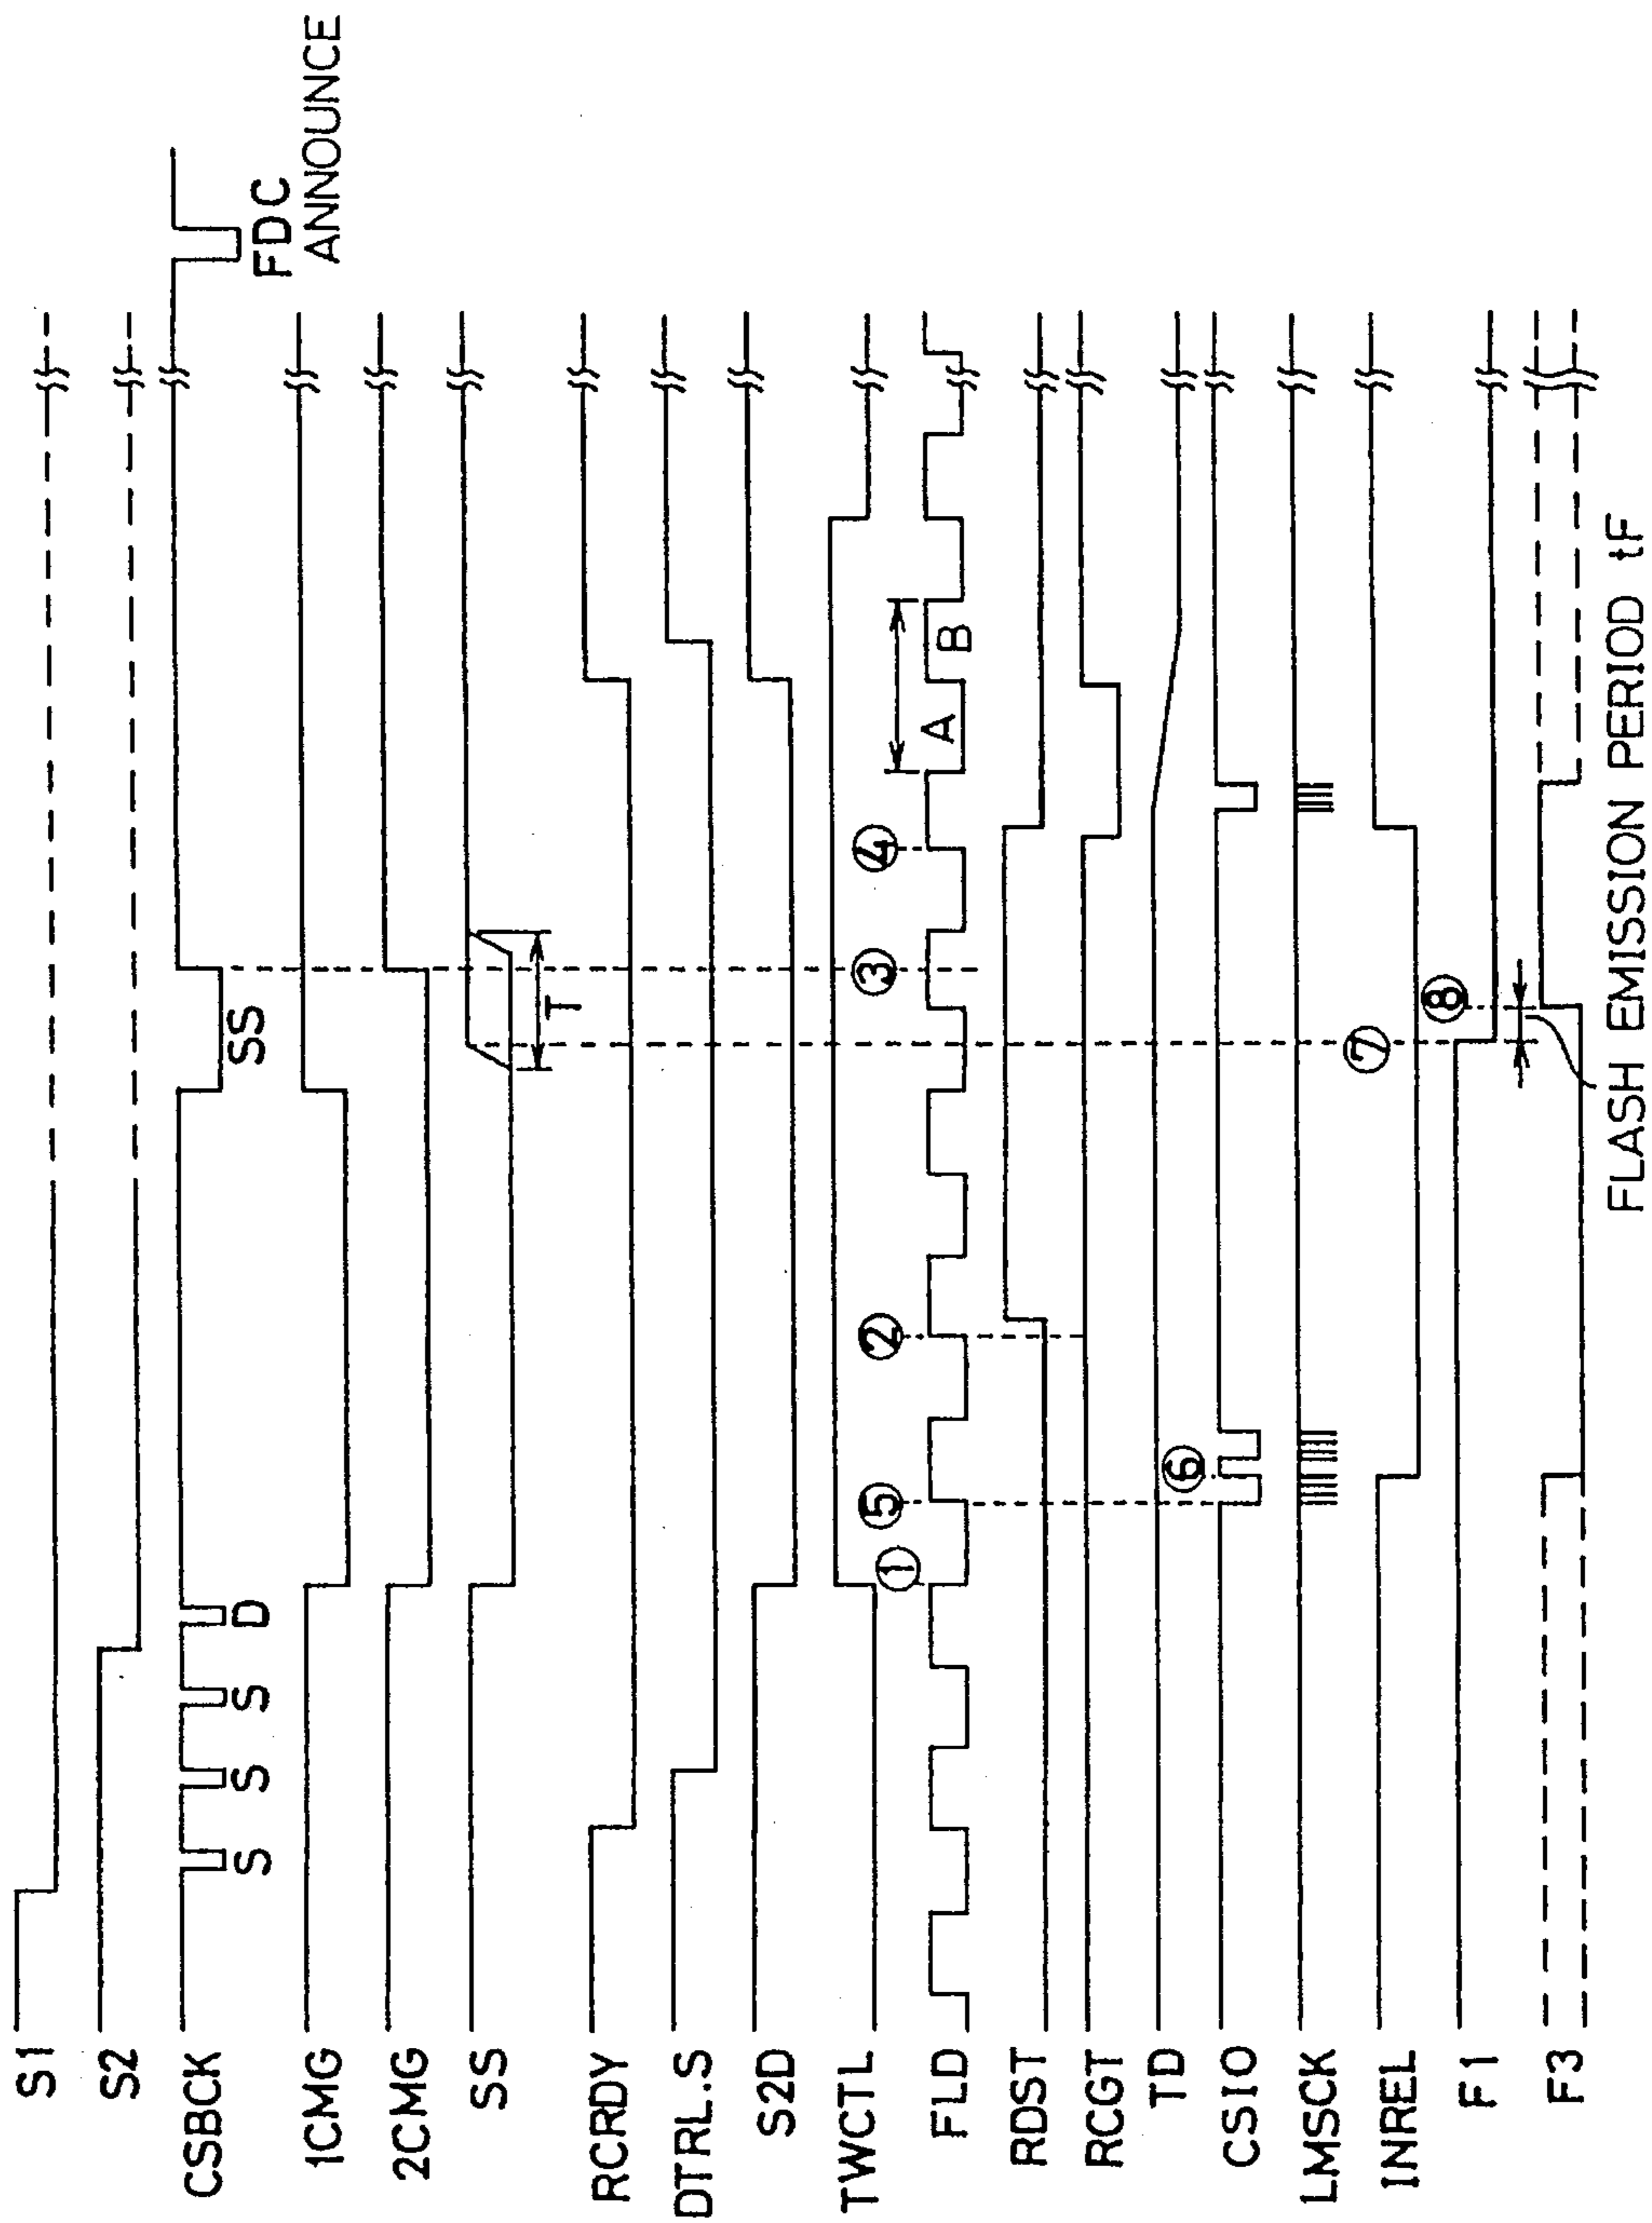 S1
S2
CSBCK
S
S
S
D
SS
FDC
ANNOUNCE
1CMG
2CMG
SS
T
RCRDY
DTRL.S
S2D
TWCTL
①
⑤
②
③
④
FLD
A
B
RDST
RCGT
TD
⑥
CSIO
LMSCK
INREL
⑦
F1
⑧
F3
FLASH EMISSION PERIOD tF